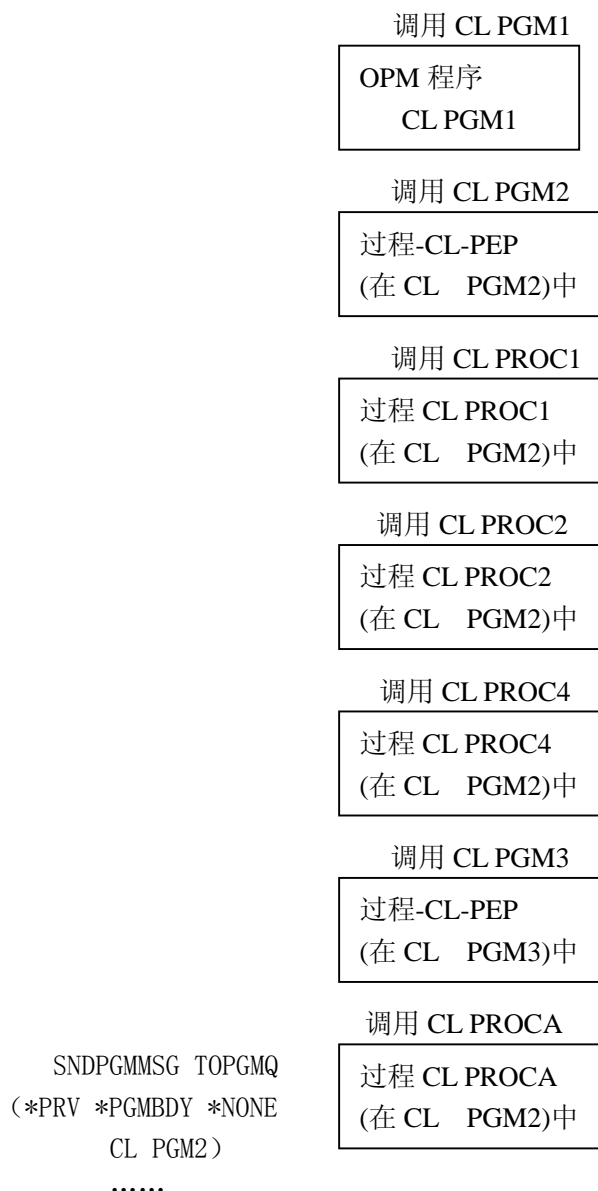 调用 CL PGM1
OPM 程序
CL PGM1
调用 CL PGM2
过程-CL-PEP
(在 CL PGM2)中
调用 CL PROC1
过程 CL PROC1
(在 CL PGM2)中
调用 CL PROC2
过程 CL PROC2
(在 CL PGM2)中
调用 CL PROC4
过程 CL PROC4
(在 CL PGM2)中
调用 CL PGM3
过程-CL-PEP
(在 CL PGM3)中
调用 CL PROCA
过程 CL PROCA
(在 CL PGM2)中
SNDPGMMSG TOPGMQ
(*PRV *PGMBDY *NONE
CL PGM2)
……